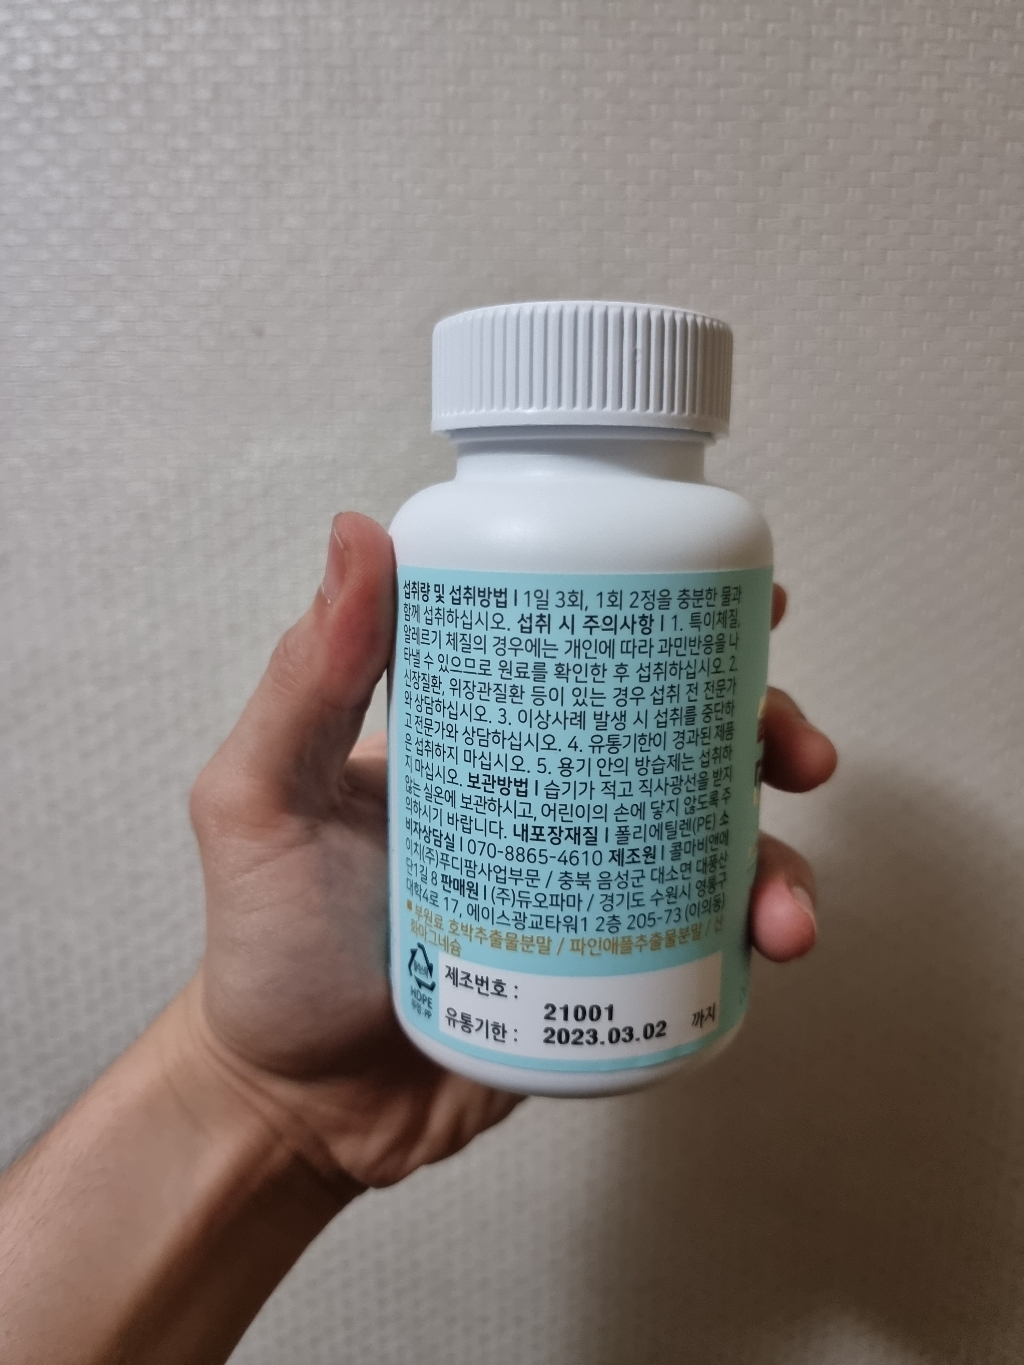 섭취량 및 섭취방법 | 1일 3회, 1회 2정을 충분한 물과
함께 섭취하십시오. 섭취 시 주의사항 | 1. 특이체질,
알레르기 체질의 경우에는 개인에 따라 과민반응을 나
타낼 수 있으므로 원료를 확인한 후 섭취하십시오. 2.
신장질환, 위장관질환 등이 있는 경우 섭취 전 전문가
와 상담하십시오. 3. 이상사례 발생 시 섭취를 중단하
고 전문가와 상담하십시오. 4. 유통기한이 경과된 제품
은 섭취하지 마십시오. 5. 용기 안의 방습제는 섭취하
지 마십시오. 보관방법 | 습기가 적고 직사광선을 받지
않는 실온에 보관하시고, 어린이의 손에 닿지 않도록 주
의하시기 바랍니다. 내포장재질 | 폴리에틸렌(PE) 소
비자상담실 | 070-8865-4610 제조원 | 콜마비앤에
이치(주)푸디팜사업부문 / 충북 음성군 대소면 대풍산
단1길 8 판매원 | (주)듀오파마 / 경기도 수원시 영통구
대학4로 17, 에이스광교타워1 2층 205-73 (이의동)
■부원료 호박추출물분말 / 파인애플추출물분말 / 산
화마그네슘
HDPE
제조번호 :
21001
유통기한 : 2023.03.02 까지